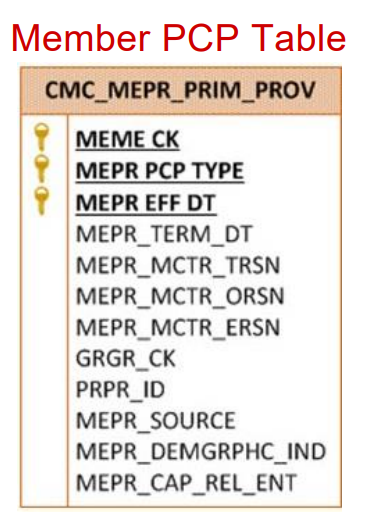 Member PCP Table
CMC_MEPR_PRIM_PROV
MEME CK
MEPR PCP TYPE
MEPR EFF DT
MEPR_TERM_DT
MEPR_MCTR_TRSN
MEPR_MCTR_ORSN
MEPR_MCTR_ERSN
GRGR_CK
PRPR_ID
MEPR_SOURCE
MEPR_DEMGRPHC_IND
MEPR_CAP_REL_ENT